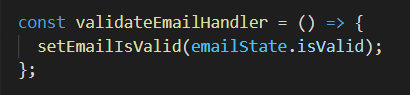 const validateEmailHandler = () => {
  setEmailIsValid(emailState.isValid);
};